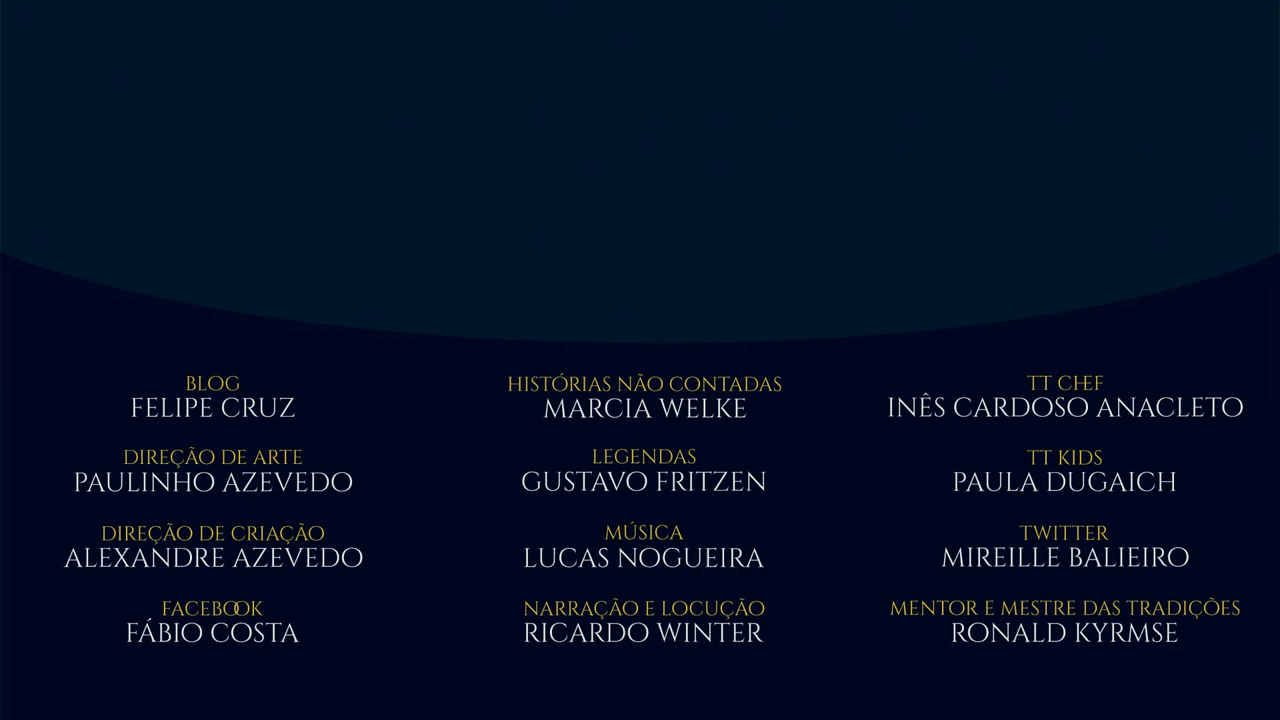 BLOG
FELIPE CRUZ
DIREÇÃO DE ARTE
PAULINHO AZEVEDO
DIREÇÃO DE CRIAÇÃO
ALEXANDRE AZEVEDO
FACEBOOK
FÁBIO COSTA
HISTÓRIAS NÃO CONTADAS
MARCIA WELKE
LEGENDAS
GUSTAVO FRITZEN
MÚSICA
LUCAS NOGUEIRA
NARRAÇÃO E LOCUÇÃO
RICARDO WINTER
TT CHEF
INÊS CARDOSO ANACLETO
TT KIDS
PAULA DUGAICH
TWITTER
MIREILLE BALIEIRO
MENTOR E MESTRE DAS TRADIÇÕES
RONALD KYRMSE